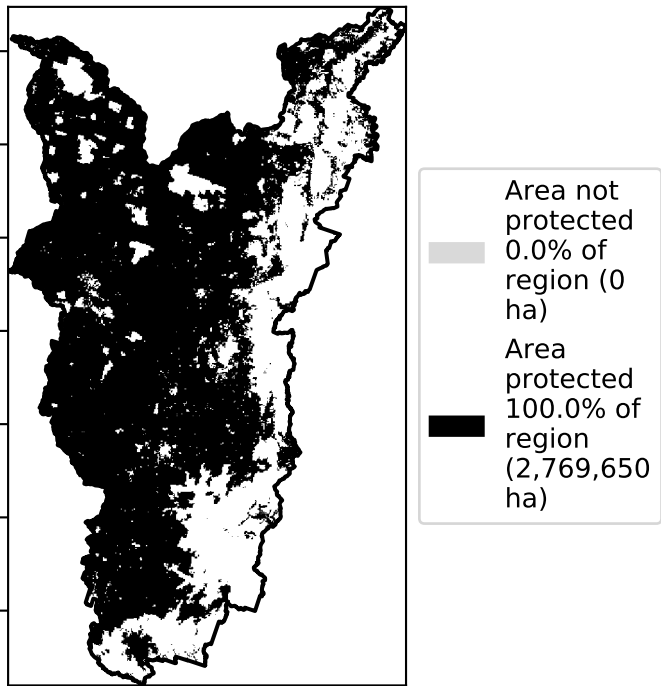 Area not
protected
0.0% of
region (0
ha)
Area
protected
100.0% of
region
(2,769,650
ha)